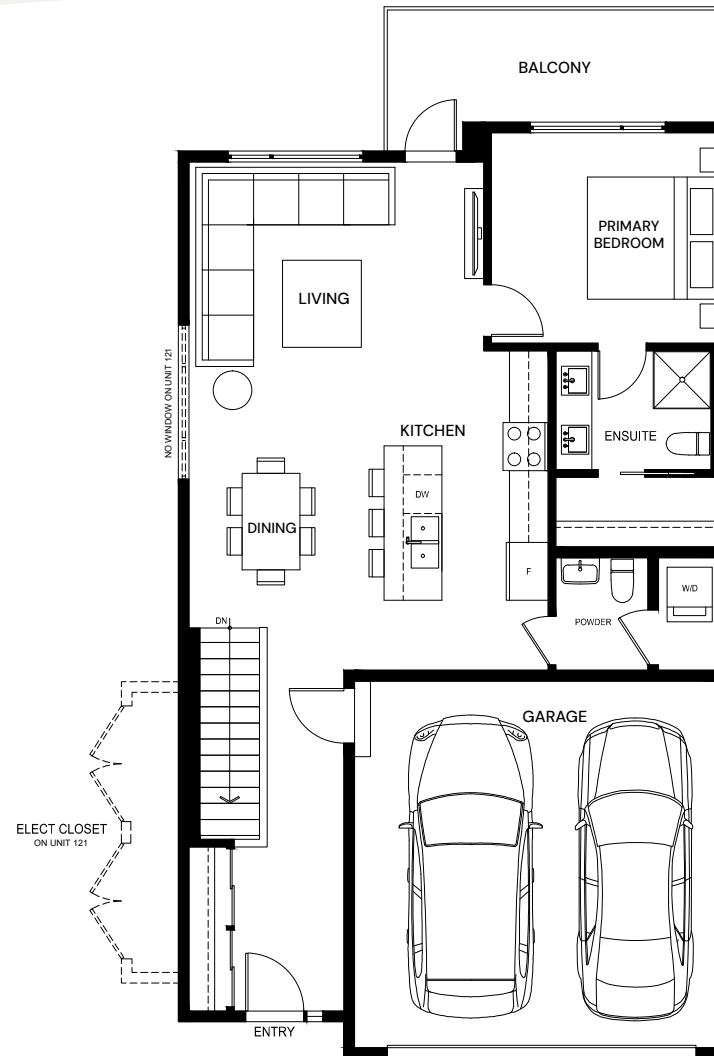 BALCONY
PRIMARY
BEDROOM
LIVING
NO WINDOW ON UNIT 121
KITCHEN
ENSUITE
DW
DINING
F
W/D
DN
POWDER
GARAGE
ELECT CLOSET
ON UNIT 121
ENTRY